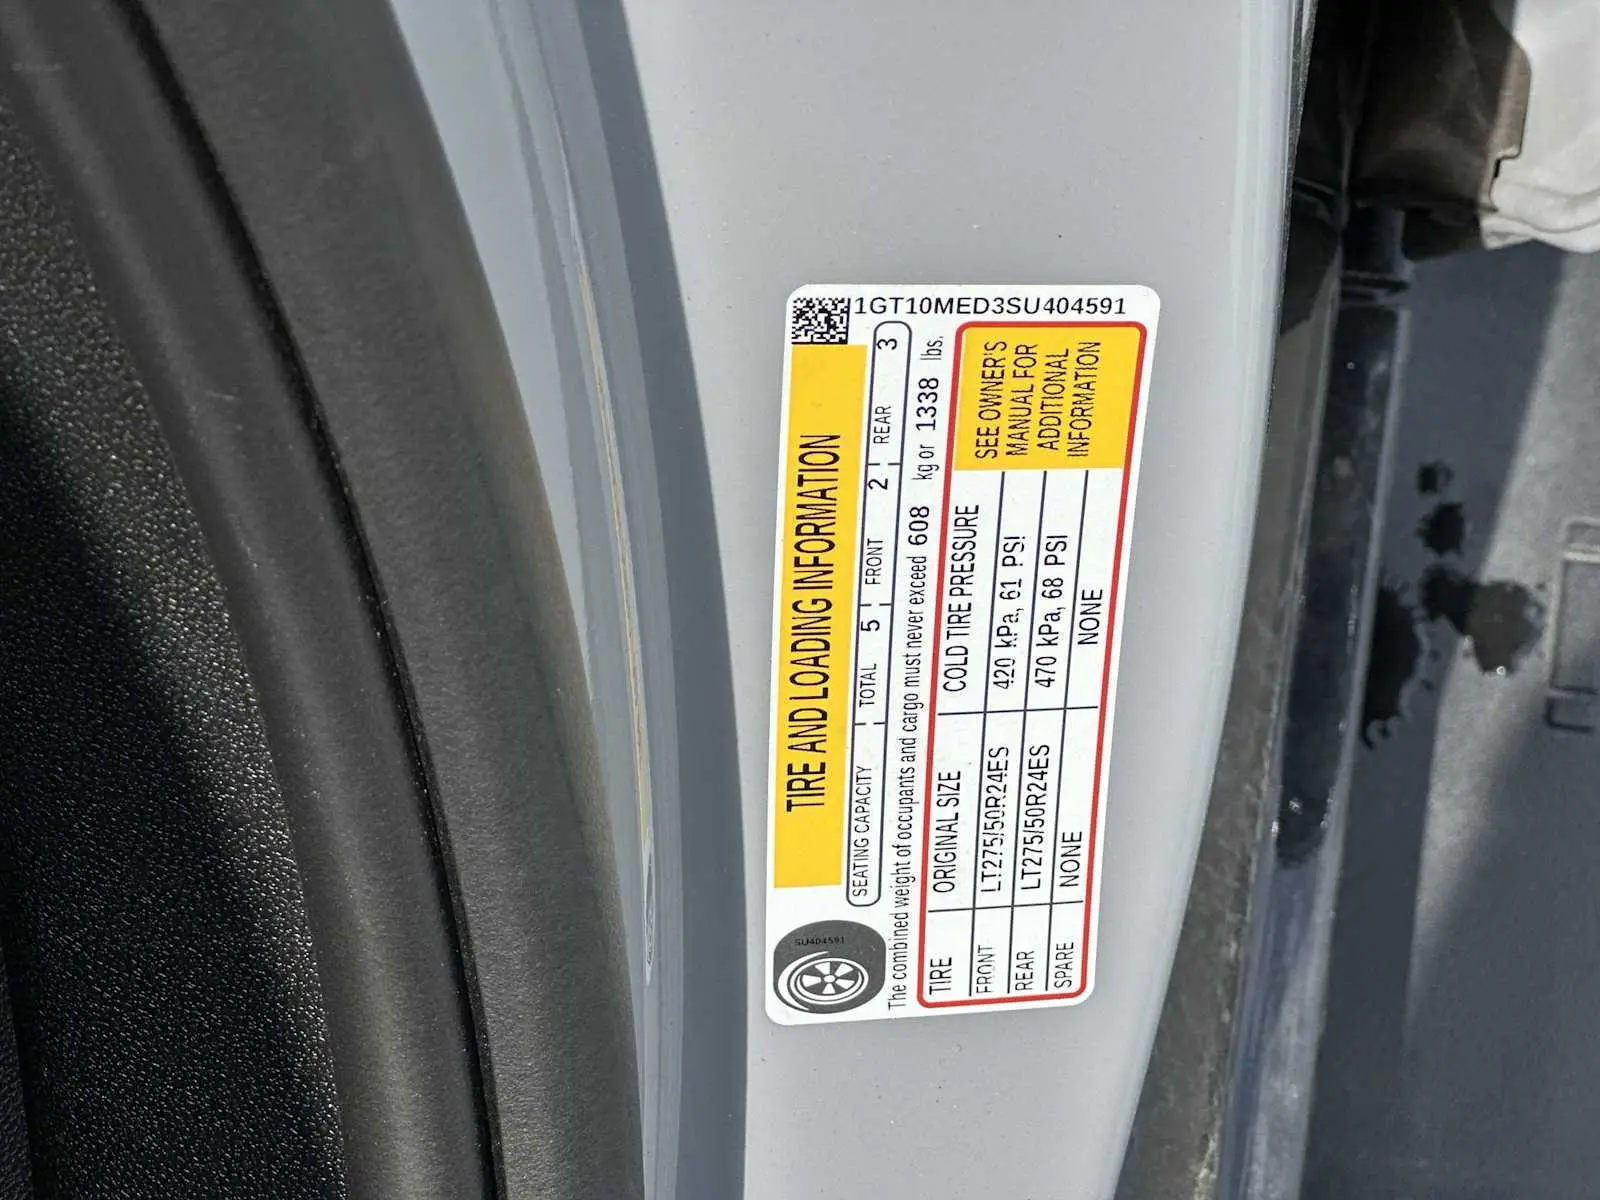 1GT10MED3SU404591
TIRE AND LOADING INFORMATION
SU404591
SEATING CAPACITY TOTAL 5 FRONT 2 REAR 3
The combined weight of occupants and cargo must never exceed 608 kg or 1338 lbs.
TIRE ORIGINAL SIZE COLD TIRE PRESSURE
FRONT LT275/50R24ES 420 kPa, 61 PSI
REAR LT275/50R24ES 470 kPa, 68 PSI
SPARE NONE NONE
SEE OWNER'S
MANUAL FOR
ADDITIONAL
INFORMATION